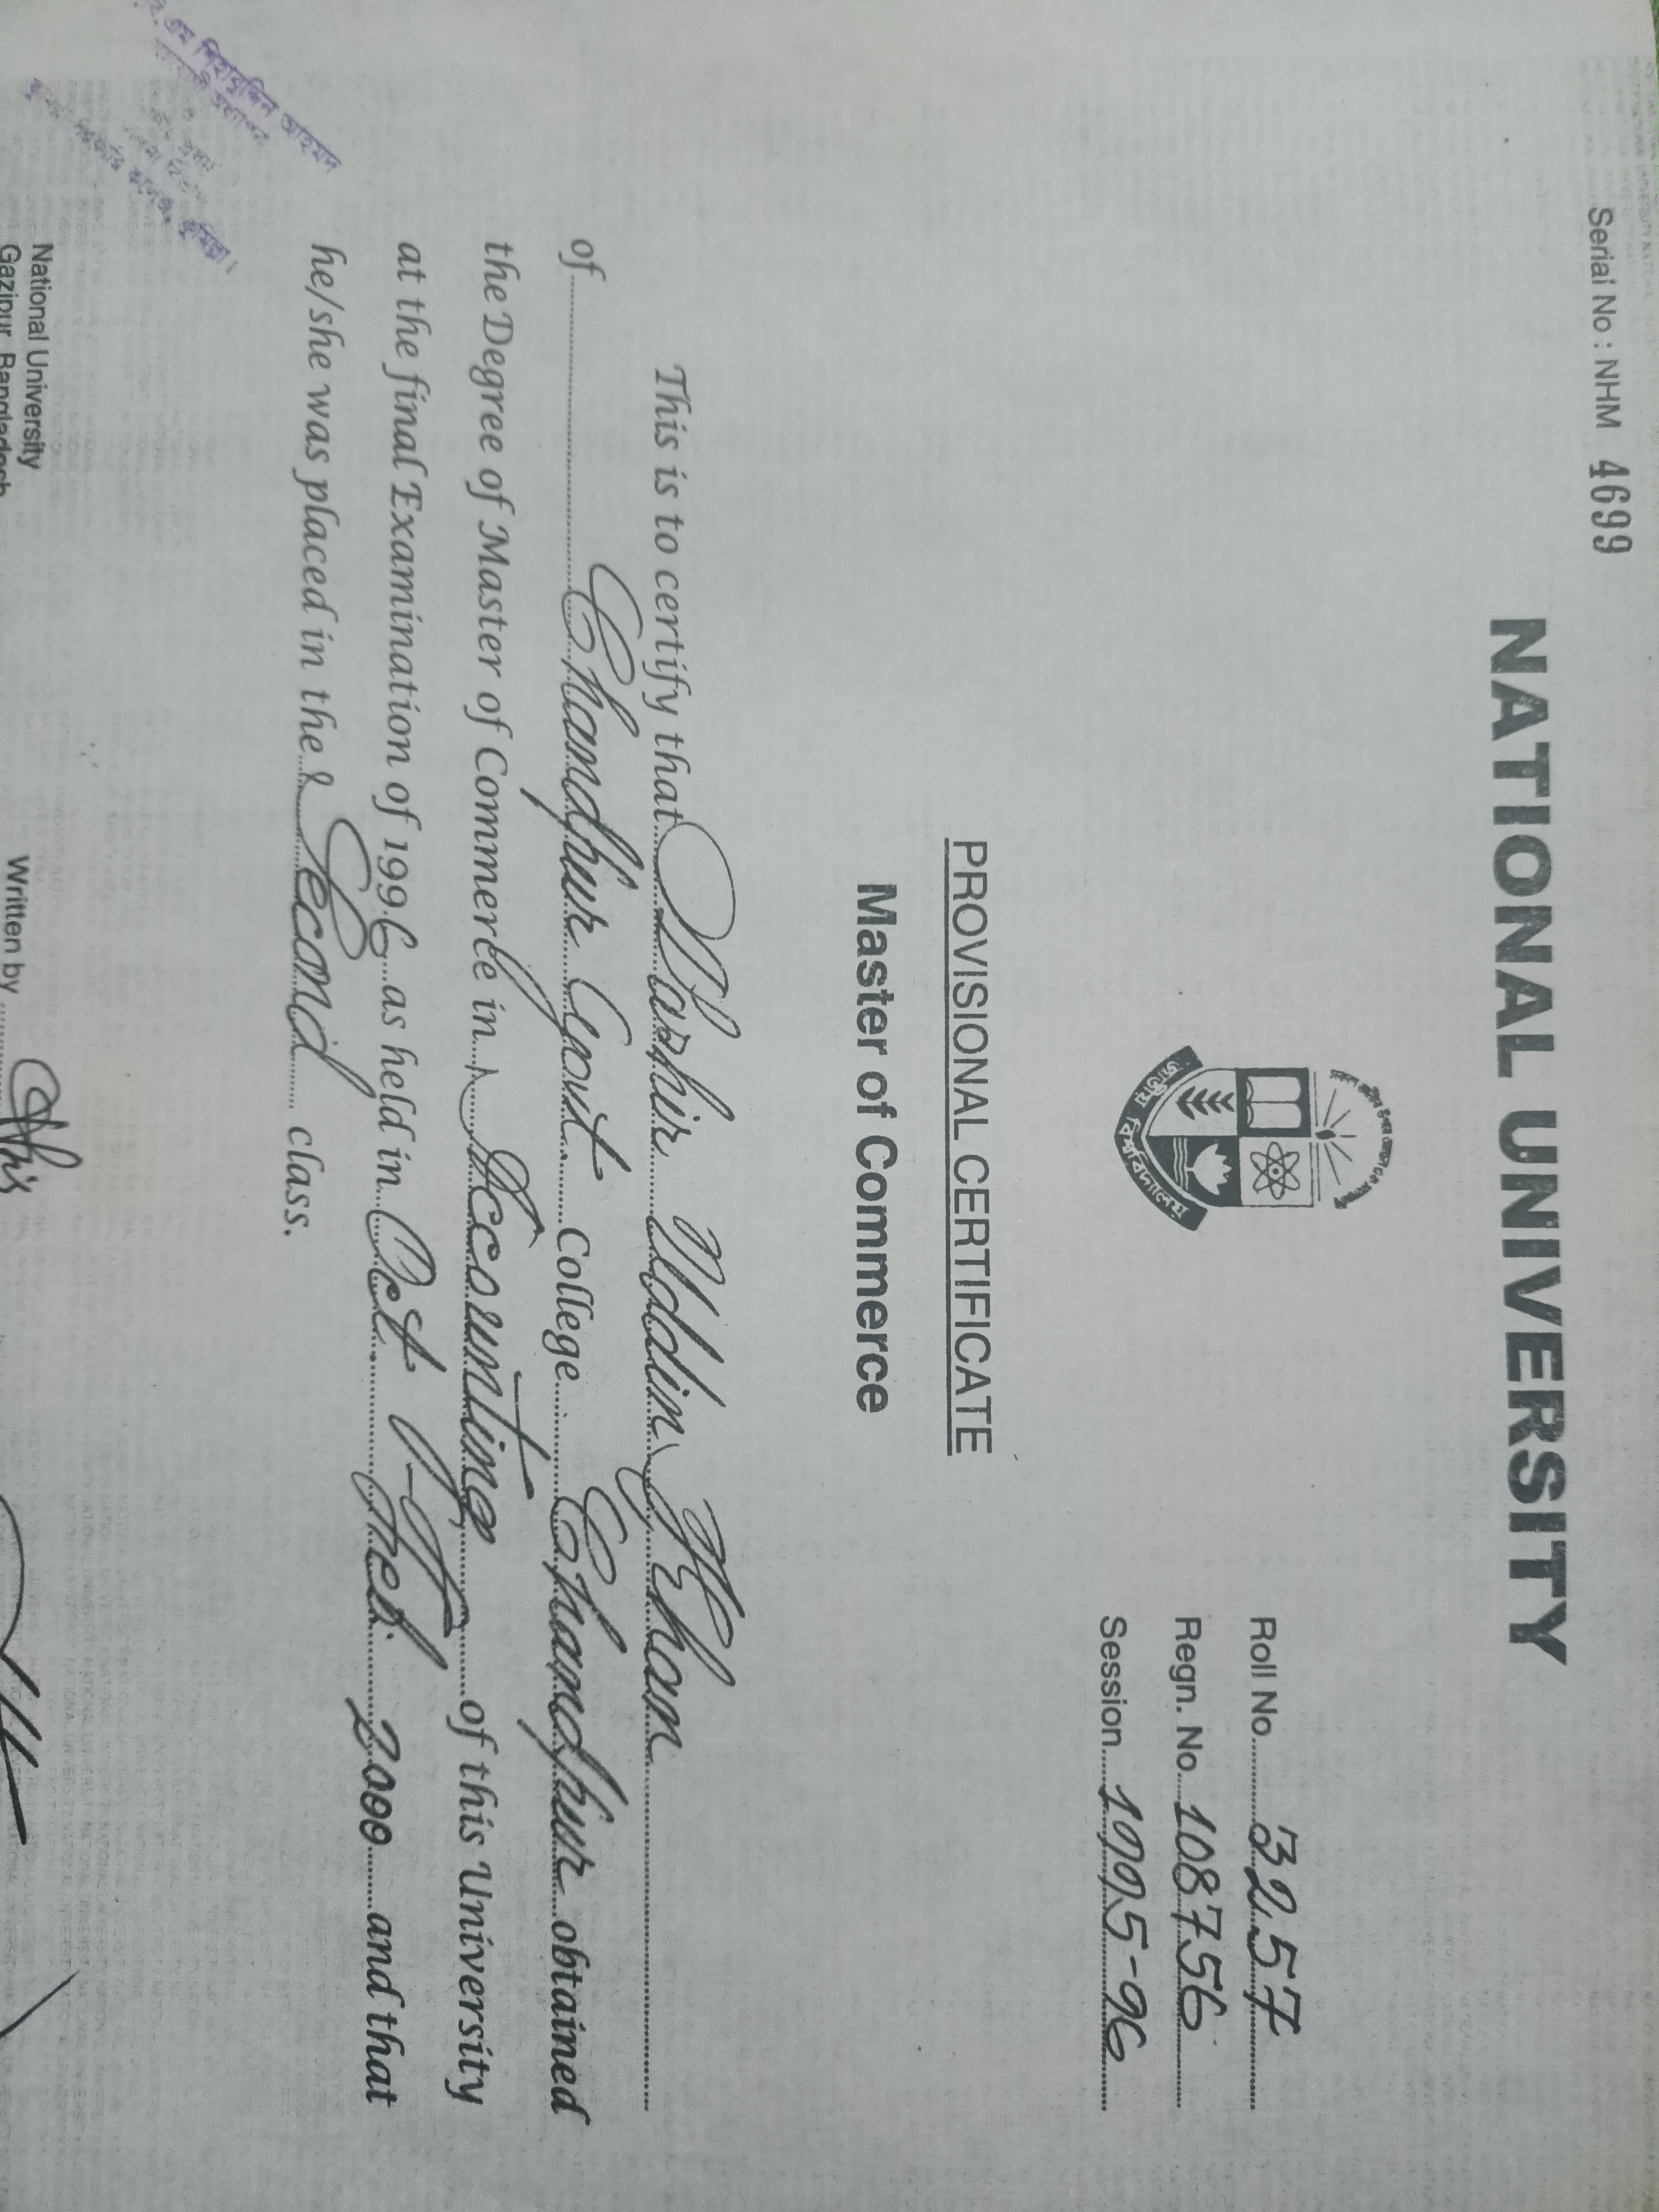 Serial No : NHM 4699
NATIONAL UNIVERSITY
জাতীয় বিশ্ববিদ্যালয়
Roll No. 3257
Regn. No. 108756
Session 1995-96
PROVISIONAL CERTIFICATE
Master of Commerce
This is to certify that Uddin Khan
of Chandpur Govt. College Chandpur obtained
the Degree of Master of Commerce in Accounting of this University
at the final Examination of 1996 as held in Oct - Feb. 2000 and that
he/she was placed in the Second class.
National University
Gazipur, Bangladesh
Written by